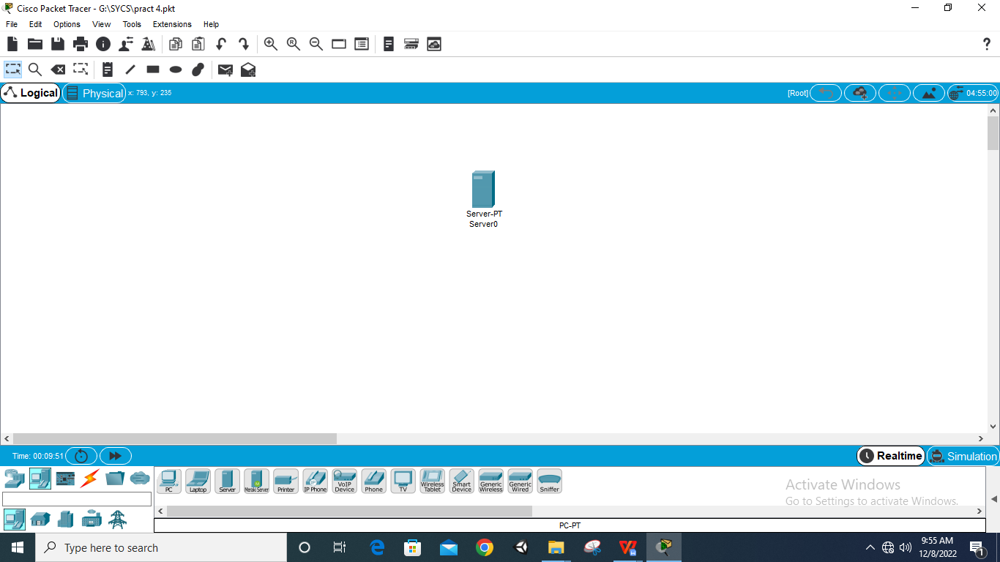 Cisco Packet Tracer - G:\SYCS\pract 4.pkt
File Edit Options View Tools Extensions Help
Logical Physical x: 793, y: 235 [Root] 04:55:00
Server-PT
Server0
Time: 00:09:51 Realtime Simulation
PC Laptop Server Meraki Server Printer IP Phone VoIP Device Phone TV Wireless Tablet Smart Device Generic Wireless Generic Wired Sniffer
Activate Windows
Go to Settings to activate Windows.
PC-PT
Type here to search
9:55 AM
12/8/2022
1